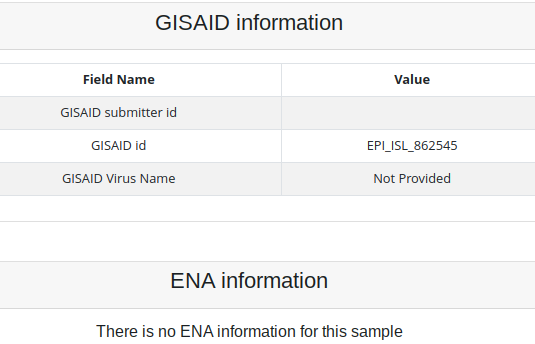 GISAID information
Field Name Value
GISAID submitter id
GISAID id EPI_ISL_862545
GISAID Virus Name Not Provided
ENA information
There is no ENA information for this sample